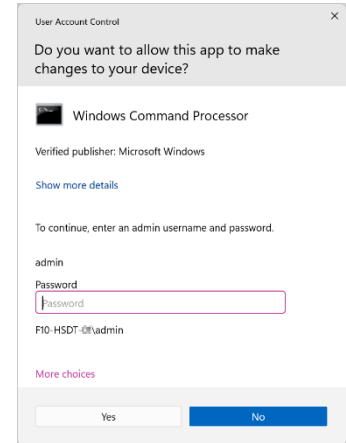 User Account Control
Do you want to allow this app to make
changes to your device?
Windows Command Processor
Verified publisher: Microsoft Windows
Show more details
To continue, enter an admin username and password.
admin
Password
Password
F10-HSDT-\admin
More choices
Yes
No